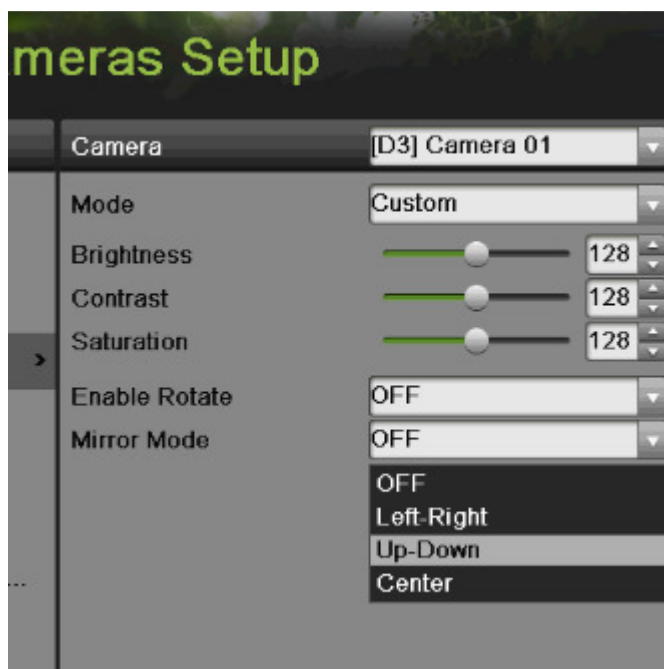 meras Setup
Camera [D3] Camera 01
Mode Custom
Brightness 128
Contrast 128
Saturation 128
Enable Rotate OFF
Mirror Mode OFF
OFF
Left-Right
Up-Down
Center
...